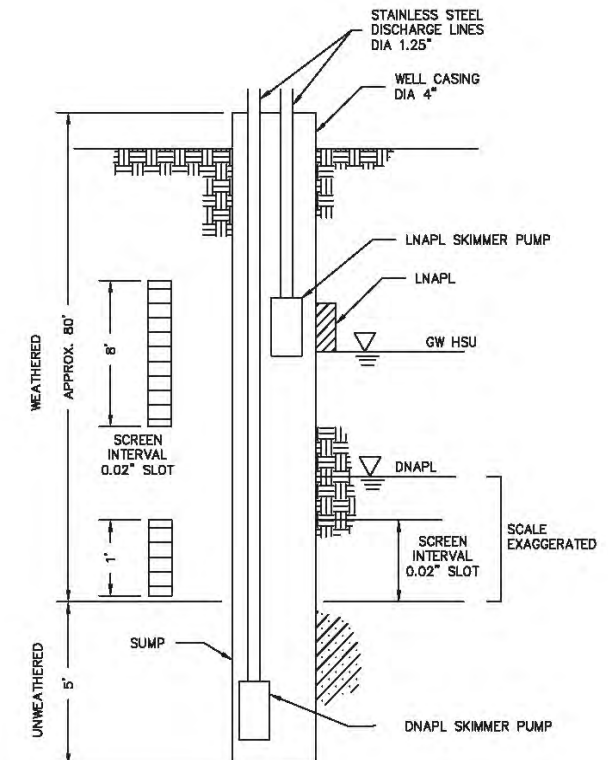 STAINLESS STEEL
DISCHARGE LINES
DIA 1.25"
WELL CASING
DIA 4"
LNAPL SKIMMER PUMP
LNAPL
GW HSU
WEATHERED
APPROX. 80'
8'
SCREEN
INTERVAL
0.02" SLOT
DNAPL
SCALE
EXAGGERATED
SCREEN
INTERVAL
0.02" SLOT
1'
UNWEATHERED
5'
SUMP
DNAPL SKIMMER PUMP